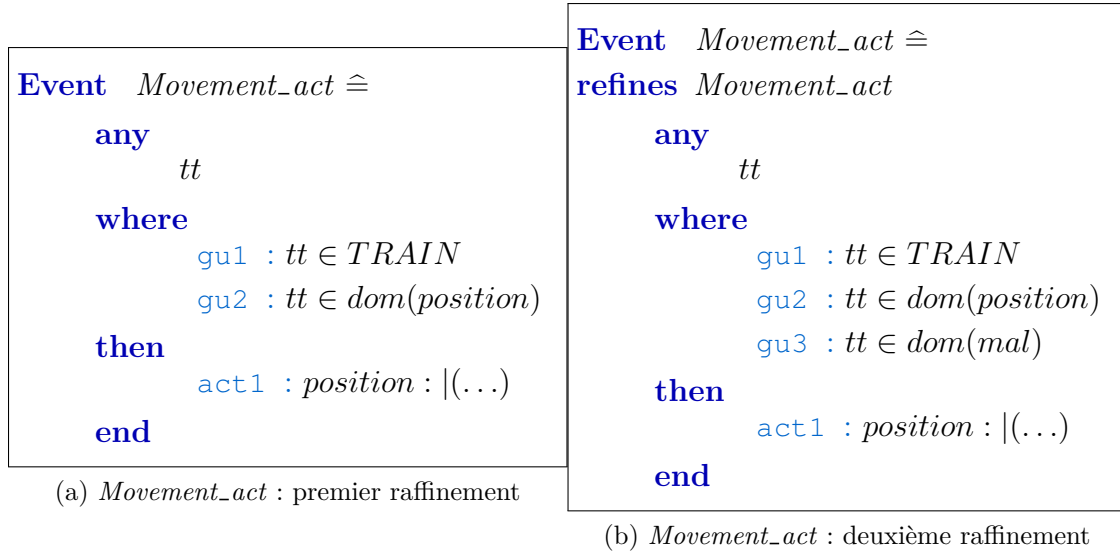 Event Movement_act ≙
any
tt
where
gu1 : tt ∈ TRAIN
gu2 : tt ∈ dom(position)
then
act1 : position : |(...)
end
(a) Movement_act : premier raffinement
Event Movement_act ≙
refines Movement_act
any
tt
where
gu1 : tt ∈ TRAIN
gu2 : tt ∈ dom(position)
gu3 : tt ∈ dom(mal)
then
act1 : position : |(...)
end
(b) Movement_act : deuxième raffinement